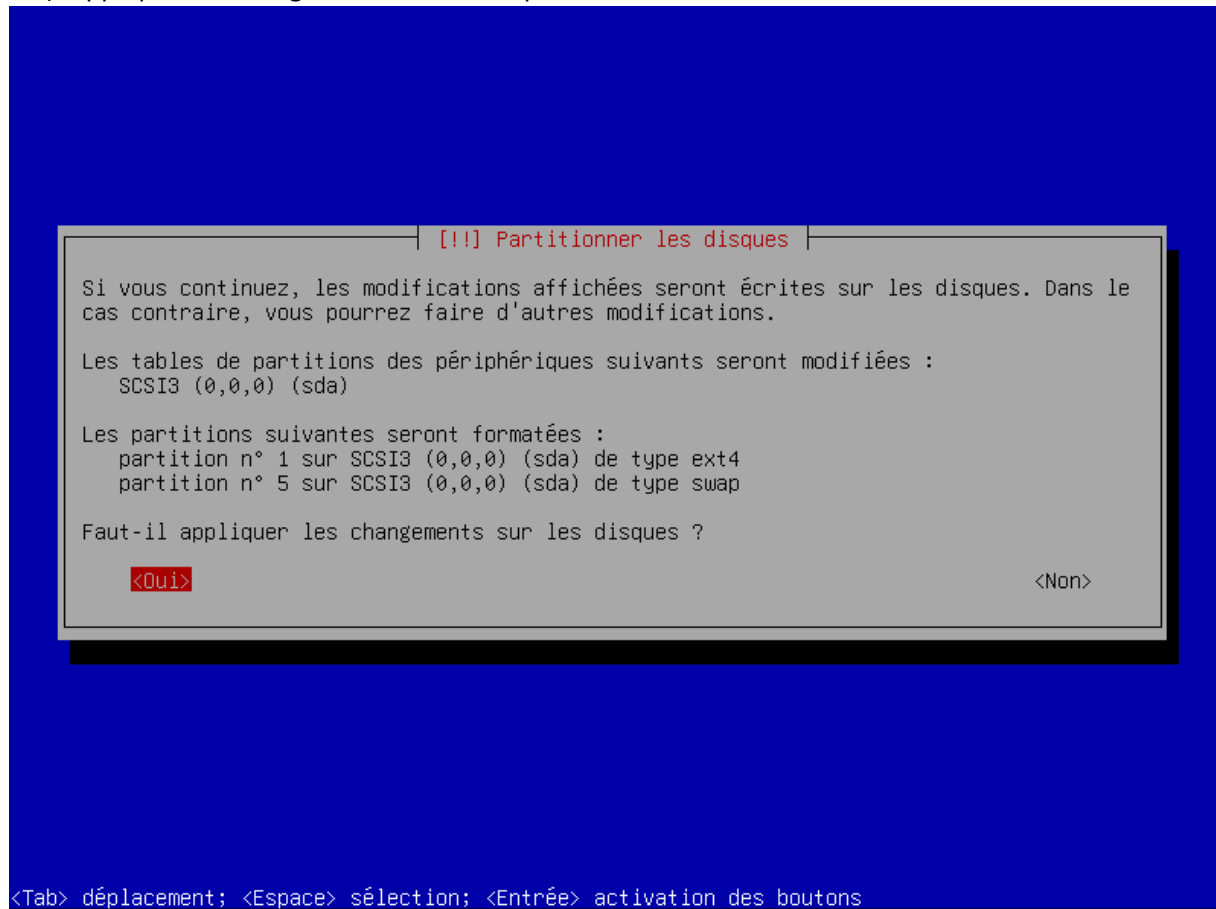 [!!] Partitionner les disques
Si vous continuez, les modifications affichées seront écrites sur les disques. Dans le
cas contraire, vous pourrez faire d'autres modifications.
Les tables de partitions des périphériques suivants seront modifiées :
SCSI3 (0,0,0) (sda)
Les partitions suivantes seront formatées :
partition n° 1 sur SCSI3 (0,0,0) (sda) de type ext4
partition n° 5 sur SCSI3 (0,0,0) (sda) de type swap
Faut-il appliquer les changements sur les disques ?
<Oui> <Non>
<Tab> déplacement; <Espace> sélection; <Entrée> activation des boutons